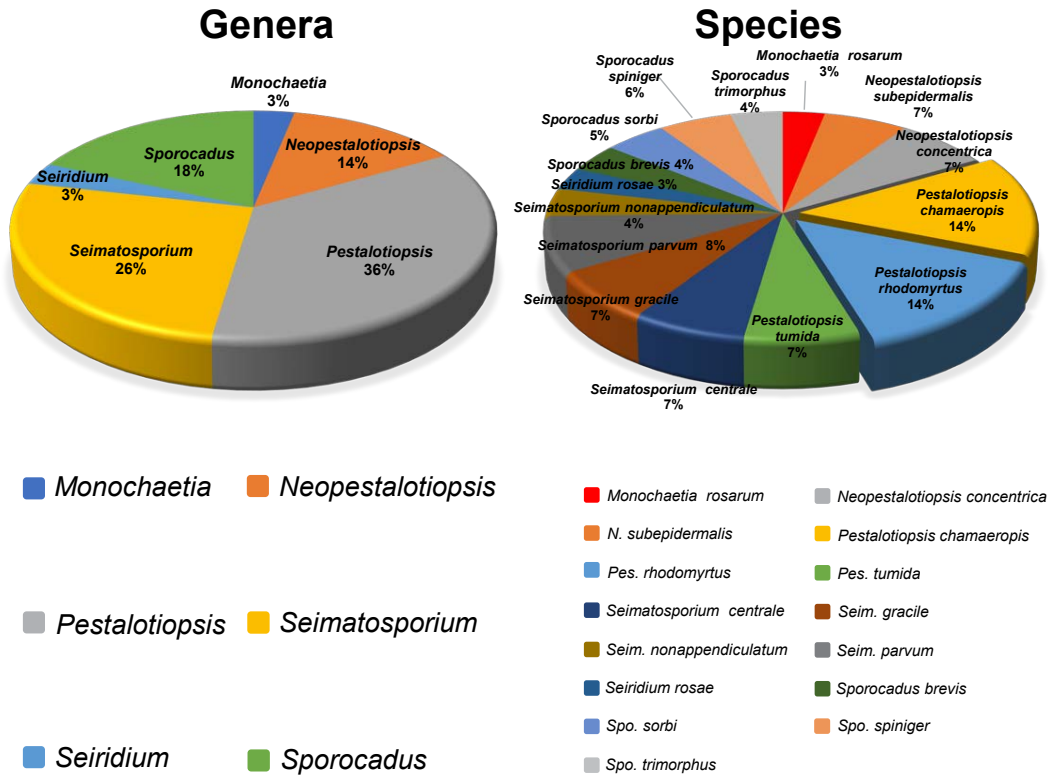 Genera
Monochaetia
3%
Neopestalotiopsis
14%
Sporocadus
18%
Seiridium
3%
Pestalotiopsis
36%
Seimatosporium
26%
Species
Monochaetia rosarum
3%
Sporocadus
spiniger
6%
Sporocadus
trimorphus
4%
Neopestalotiopsis
subepidermalis
7%
Sporocadus sorbi
5%
Neopestalotiopsis
concentrica
7%
Sporocadus brevis 4%
Seiridium rosae 3%
Seimatosporium nonappendiculatum
4%
Pestalotiopsis
chamaeropis
14%
Seimatosporium parvum 8%
Pestalotiopsis
rhodomyrtus
14%
Seimatosporium gracile
7%
Pestalotiopsis
tumida
7%
Seimatosporium centrale
7%
Monochaetia
Neopestalotiopsis
Pestalotiopsis
Seimatosporium
Seiridium
Sporocadus
Monochaetia rosarum
Neopestalotiopsis concentrica
N. subepidermalis
Pestalotiopsis chamaeropis
Pes. rhodomyrtus
Pes. tumida
Seimatosporium centrale
Seim. gracile
Seim. nonappendiculatum
Seim. parvum
Seiridium rosae
Sporocadus brevis
Spo. sorbi
Spo. spiniger
Spo. trimorphus